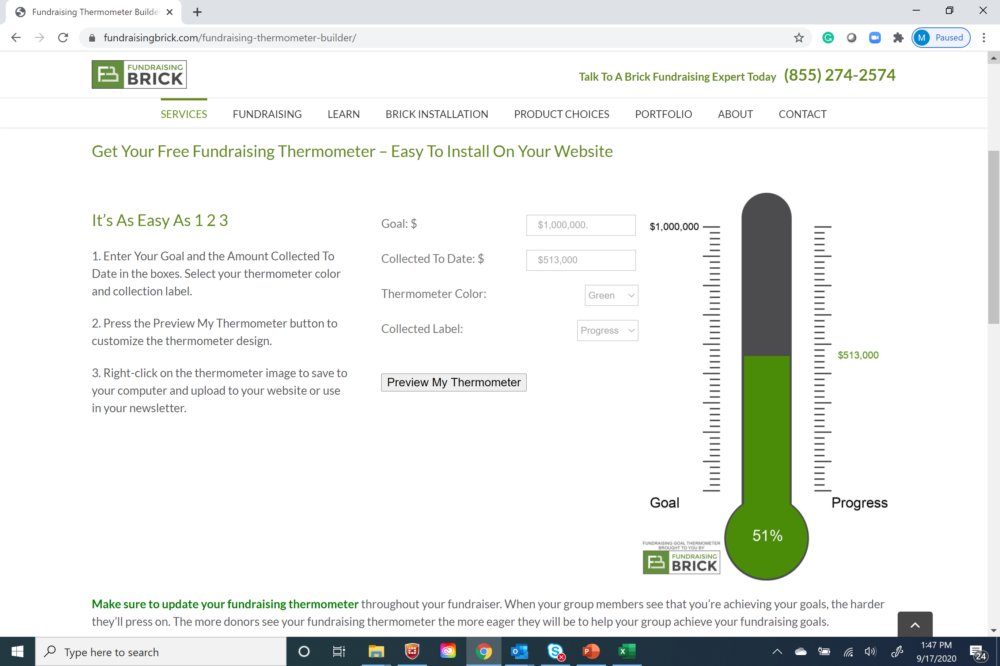 Fundraising Thermometer Builde
fundraisingbrick.com/fundraising-thermometer-builder/
M Paused
FUNDRAISING
BRICK
Talk To A Brick Fundraising Expert Today (855) 274-2574
SERVICES FUNDRAISING LEARN BRICK INSTALLATION PRODUCT CHOICES PORTFOLIO ABOUT CONTACT
Get Your Free Fundraising Thermometer – Easy To Install On Your Website
It's As Easy As 1 2 3
1. Enter Your Goal and the Amount Collected To
Date in the boxes. Select your thermometer color
and collection label.
2. Press the Preview My Thermometer button to
customize the thermometer design.
3. Right-click on the thermometer image to save to
your computer and upload to your website or use
in your newsletter.
Goal: $ $1,000,000.
Collected To Date: $ $513,000
Thermometer Color: Green
Collected Label: Progress
Preview My Thermometer
$1,000,000
$513,000
Goal
Progress
51%
FUNDRAISING GOAL THERMOMETER
BROUGHT TO YOU BY
FUNDRAISING
BRICK
Make sure to update your fundraising thermometer throughout your fundraiser. When your group members see that you're achieving your goals, the harder
they'll press on. The more donors see your fundraising thermometer the more eager they will be to help your group achieve your fundraising goals.
Type here to search
1:47 PM
9/17/2020
24